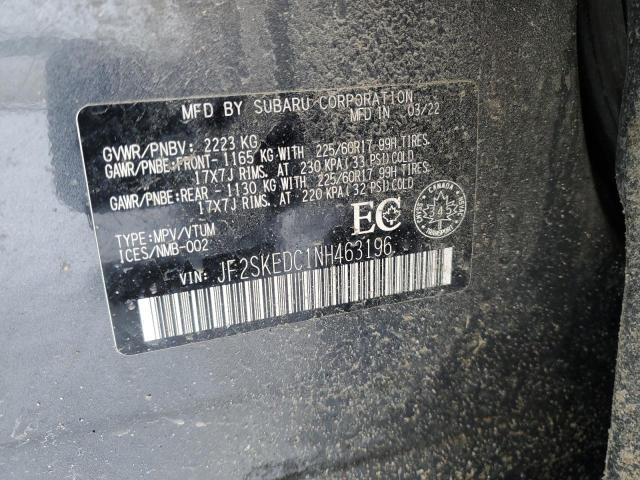 MFD BY SUBARU CORPORATION
MFD IN 03/22
GVWR/PNBV: 2223 KG
GAWR/PNBE:FRONT- 1165 KG WITH 225/60R17 99H TIRES.
17X7J RIMS. AT 230 KPA(33 PSI)COLD
GAWR/PNBE:REAR - 1130 KG WITH 225/60R17 99H TIRES.
17X7J RIMS. AT 220 KPA(32 PSI)COLD
TYPE:MPV/VTUM
ICES/NMB-002
EC
CANADA
VIN: JF2SKEDC1NH463196